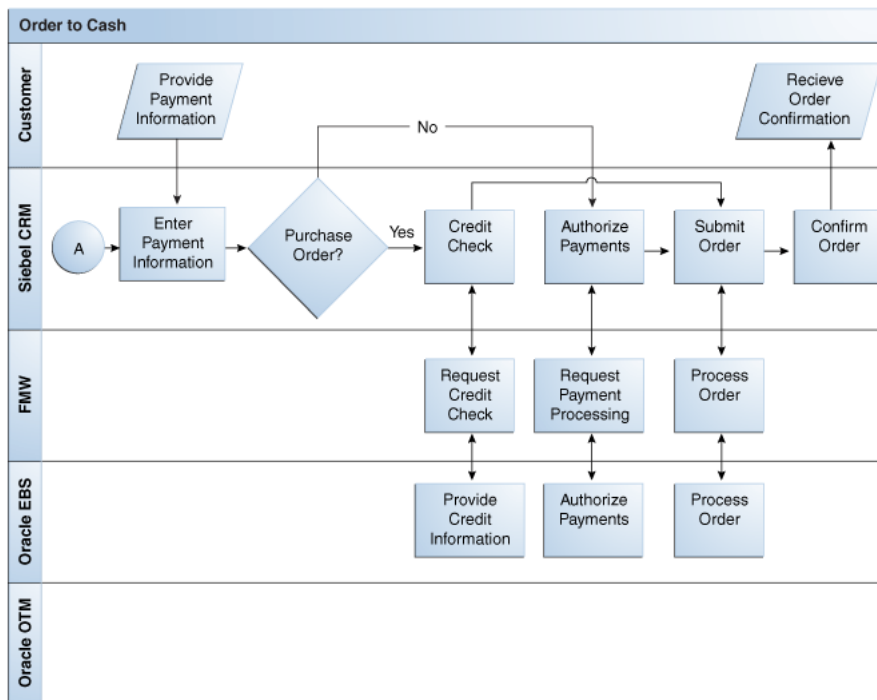 Order to Cash
Customer
Provide
Payment
Information
No
Recieve
Order
Confirmation
Siebel CRM
A
Enter
Payment
Information
Purchase
Order?
Yes
Credit
Check
Authorize
Payments
Submit
Order
Confirm
Order
FMW
Request
Credit
Check
Request
Payment
Processing
Process
Order
Oracle EBS
Provide
Credit
Information
Authorize
Payments
Process
Order
Oracle OTM